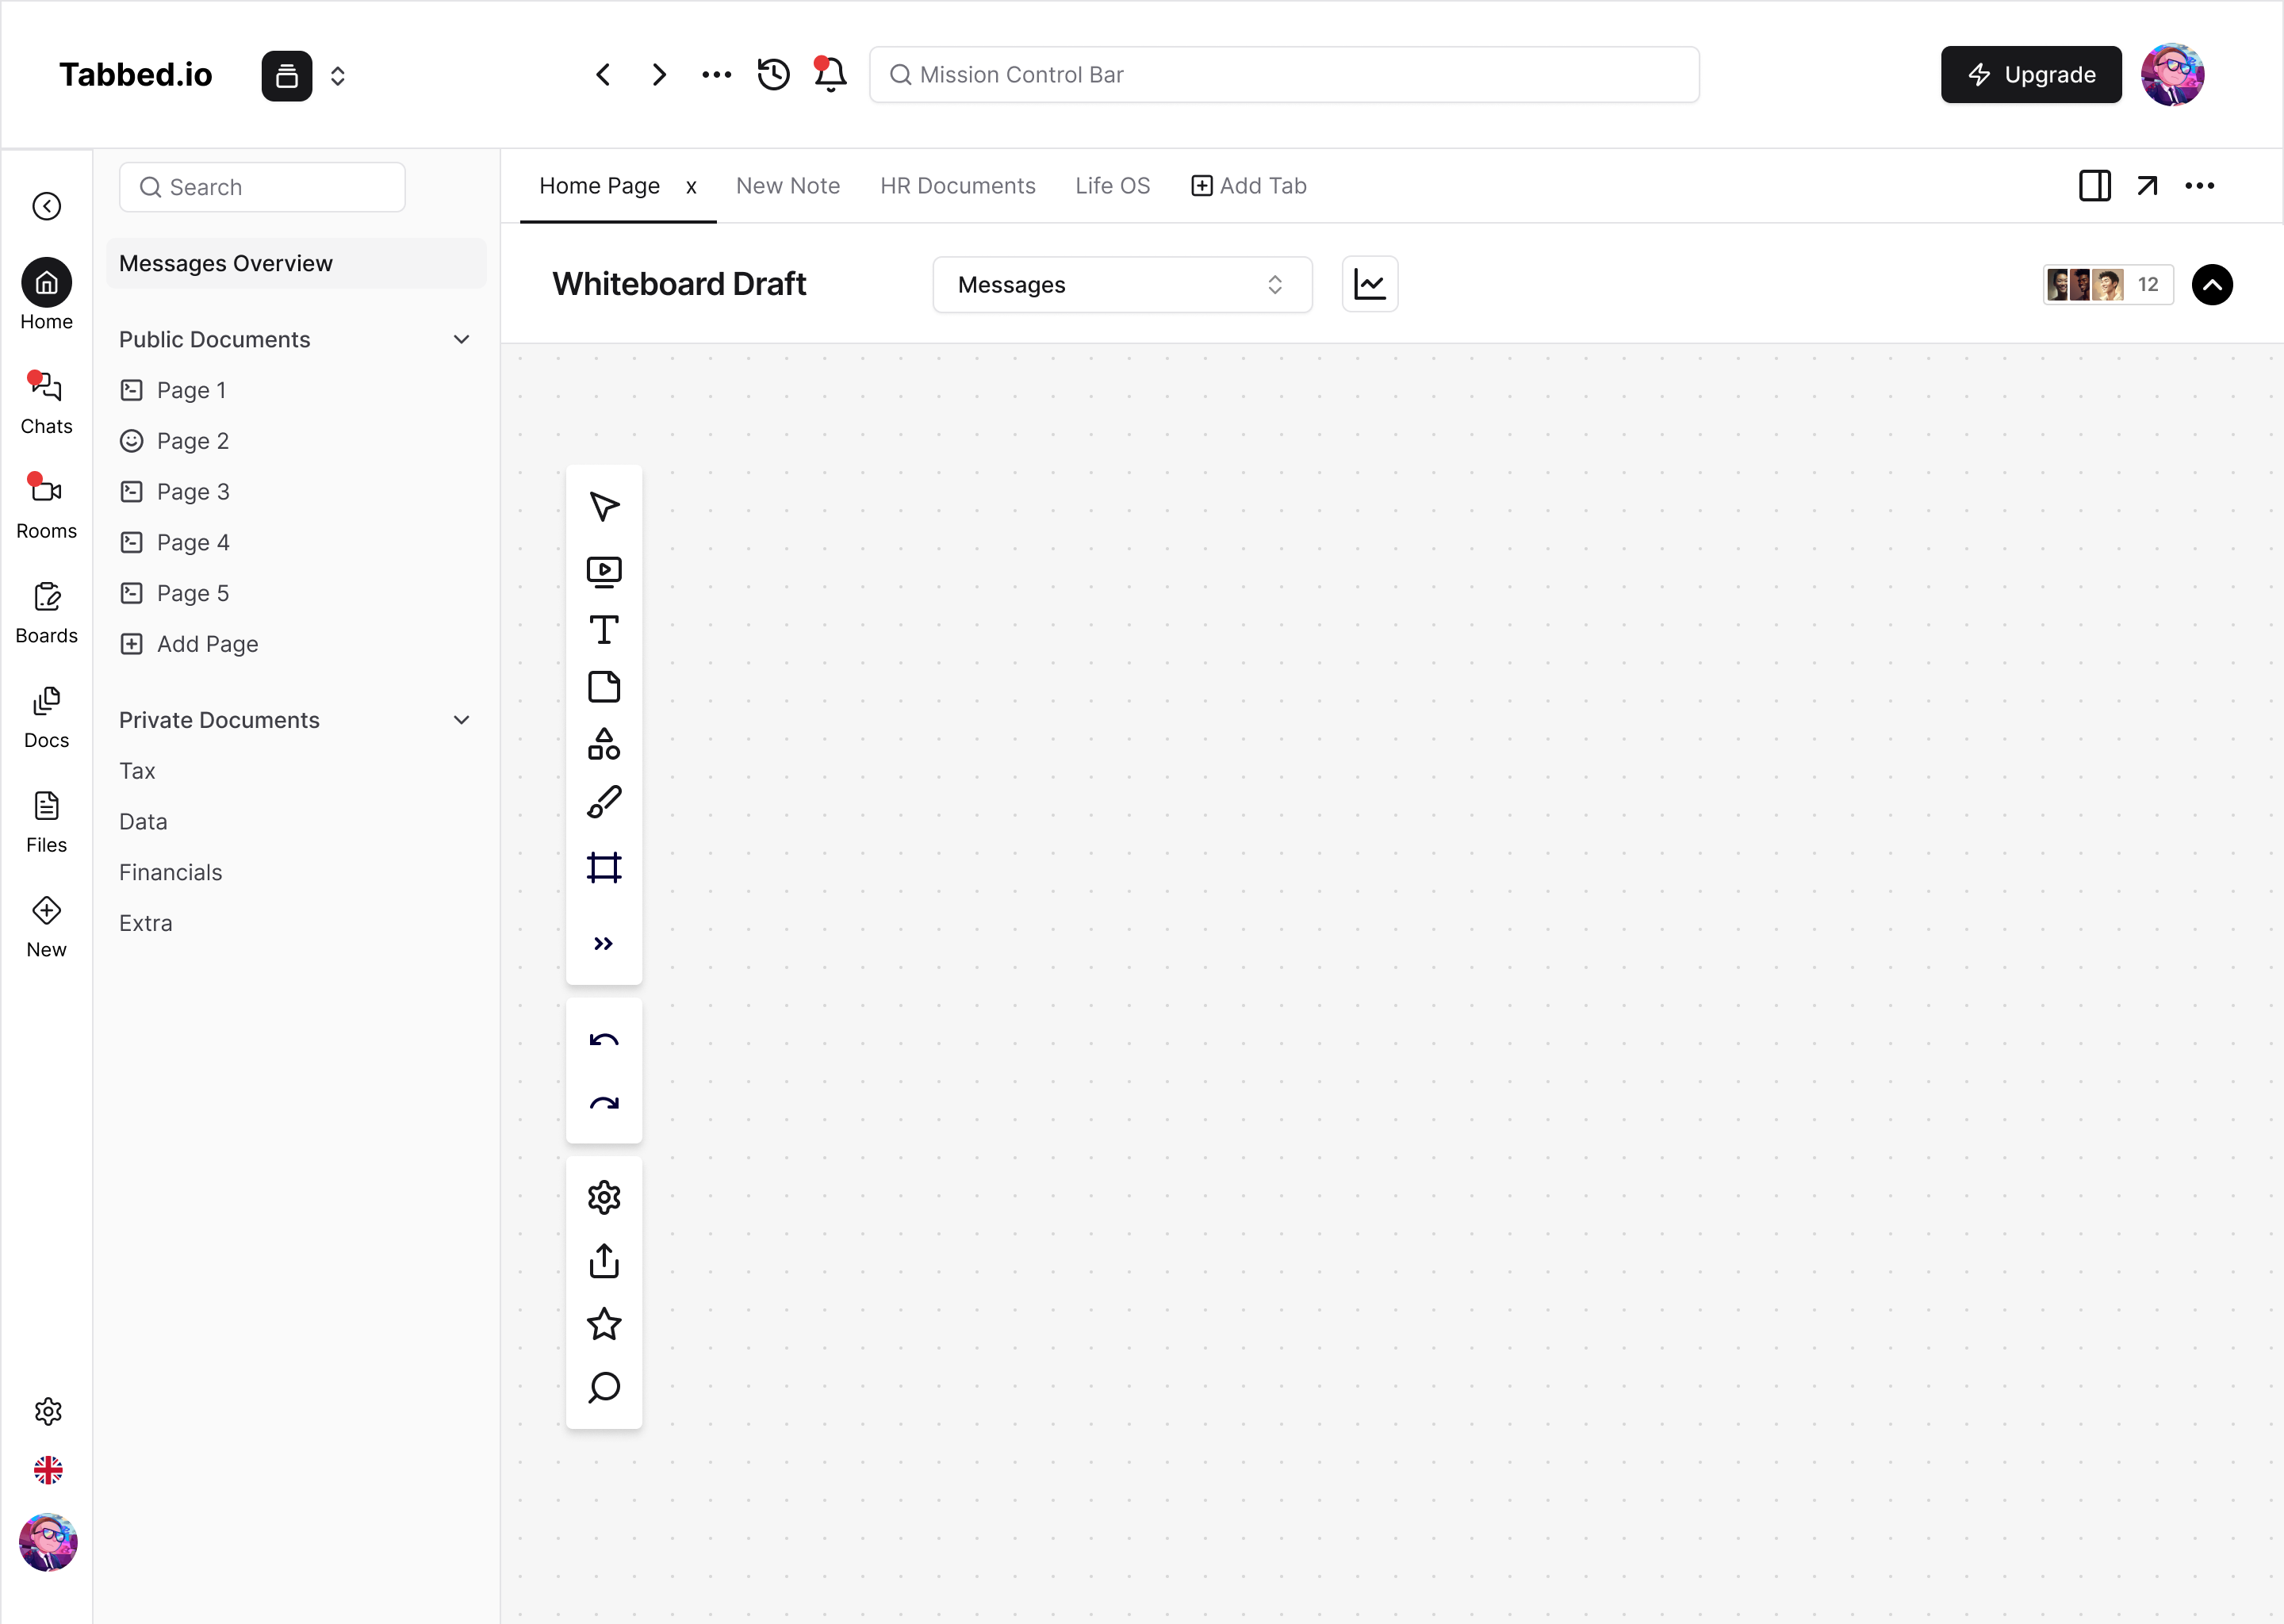 Tabbed.io
Mission Control Bar
Upgrade
Home
Chats
Rooms
Boards
Docs
Files
New
Search
Messages Overview
Public Documents
Page 1
Page 2
Page 3
Page 4
Page 5
Add Page
Private Documents
Tax
Data
Financials
Extra
Home Page x New Note HR Documents Life OS Add Tab
Whiteboard Draft
Messages
12